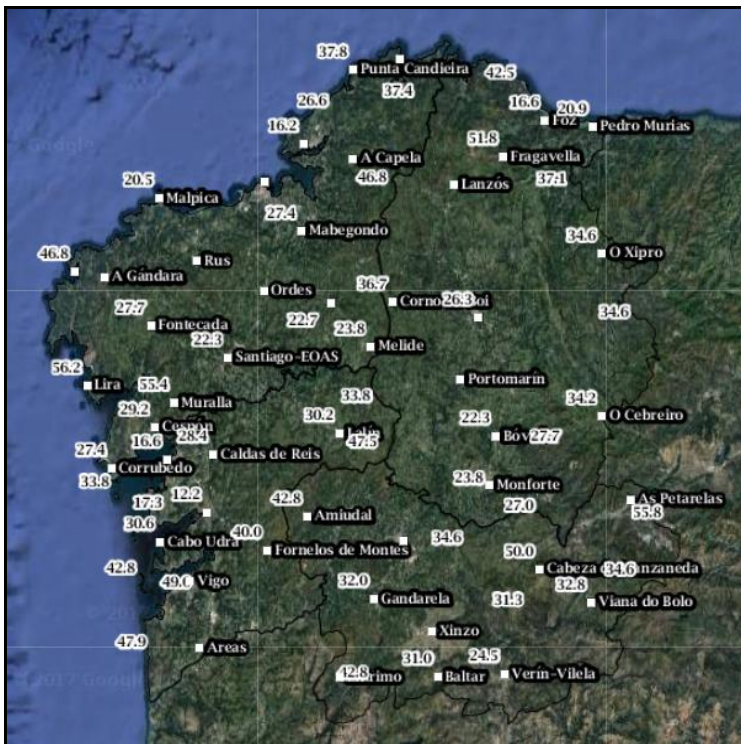 37.8
Punta Candieira
42.5
37.4
26.6
16.6
20.9
Foz
Pedro Murias
16.2
51.8
A Capela
Fragavella
46.8
37.1
Lanzós
20.5
Malpica
27.4
Mabegondo
34.6
O Xipro
46.8
Rus
A Gándara
36.7
Ordes
26.3
27.7
22.7
34.6
Fontecada
23.8
22.3
Melide
Santiago-EOAS
56.2
Lira
55.4
Portomarín
Muralla
33.8
29.2
30.2
34.2
O Cebreiro
Cespón
22.3
16.6
28.4
Lalín
27.7
47.5
27.4
Caldas de Reis
Corrubedo
33.8
23.8
Monforte
12.2
42.8
As Petarelas
17.3
27.0
55.8
Amiudal
30.6
40.0
34.6
Cabo Udra
Fornelos de Montes
50.0
42.8
Cabeza
34.6
49.0
Vigo
32.0
32.8
Gandarela
31.3
Viana do Bolo
Xinzo
47.9
Areas
31.0
24.5
42.8
Baltar
Verín-Vilela
©2017 Google